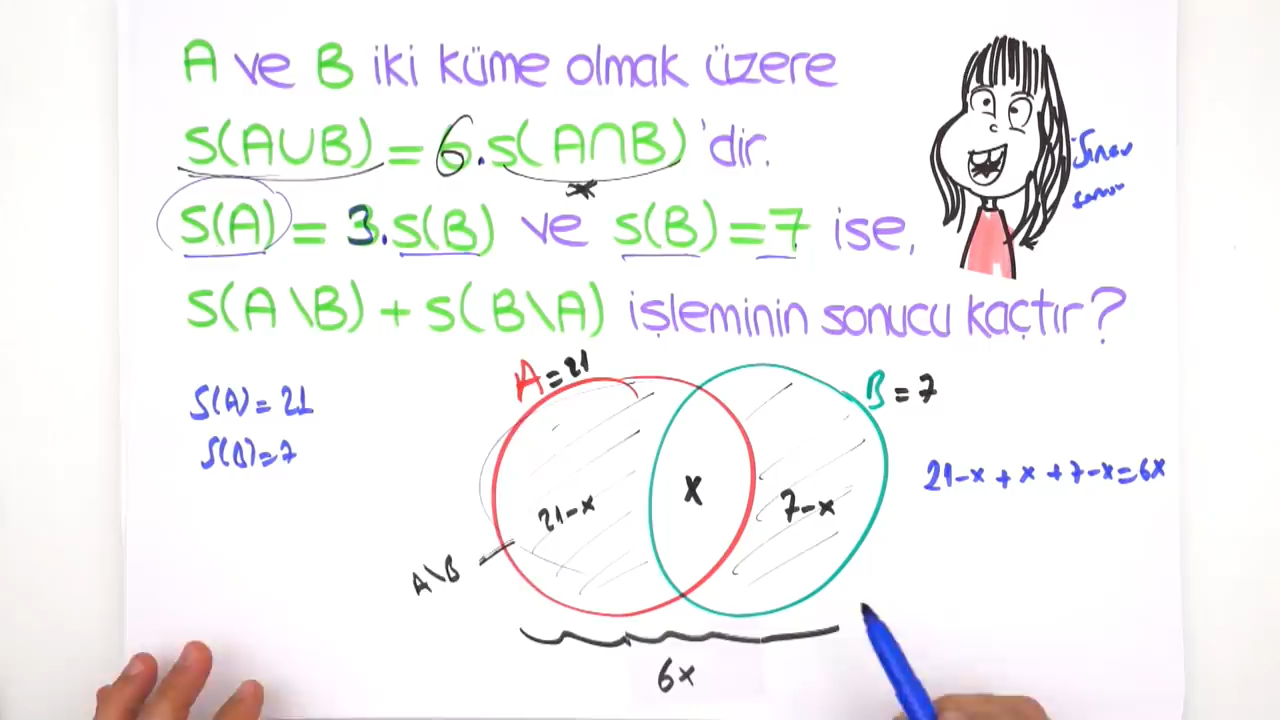 A ve B iki küme olmak üzere
S(A∪B) = 6.S(A∩B) 'dir.
S(A) = 3.S(B) ve S(B) = 7 ise,
S(A\B) + S(B\A) işleminin sonucu kaçtır?
Sınav
S(A) = 21
S(B) = 7
A = 21
B = 7
21-x
x
7-x
21-x + x + 7-x = 6x
A\B
6x